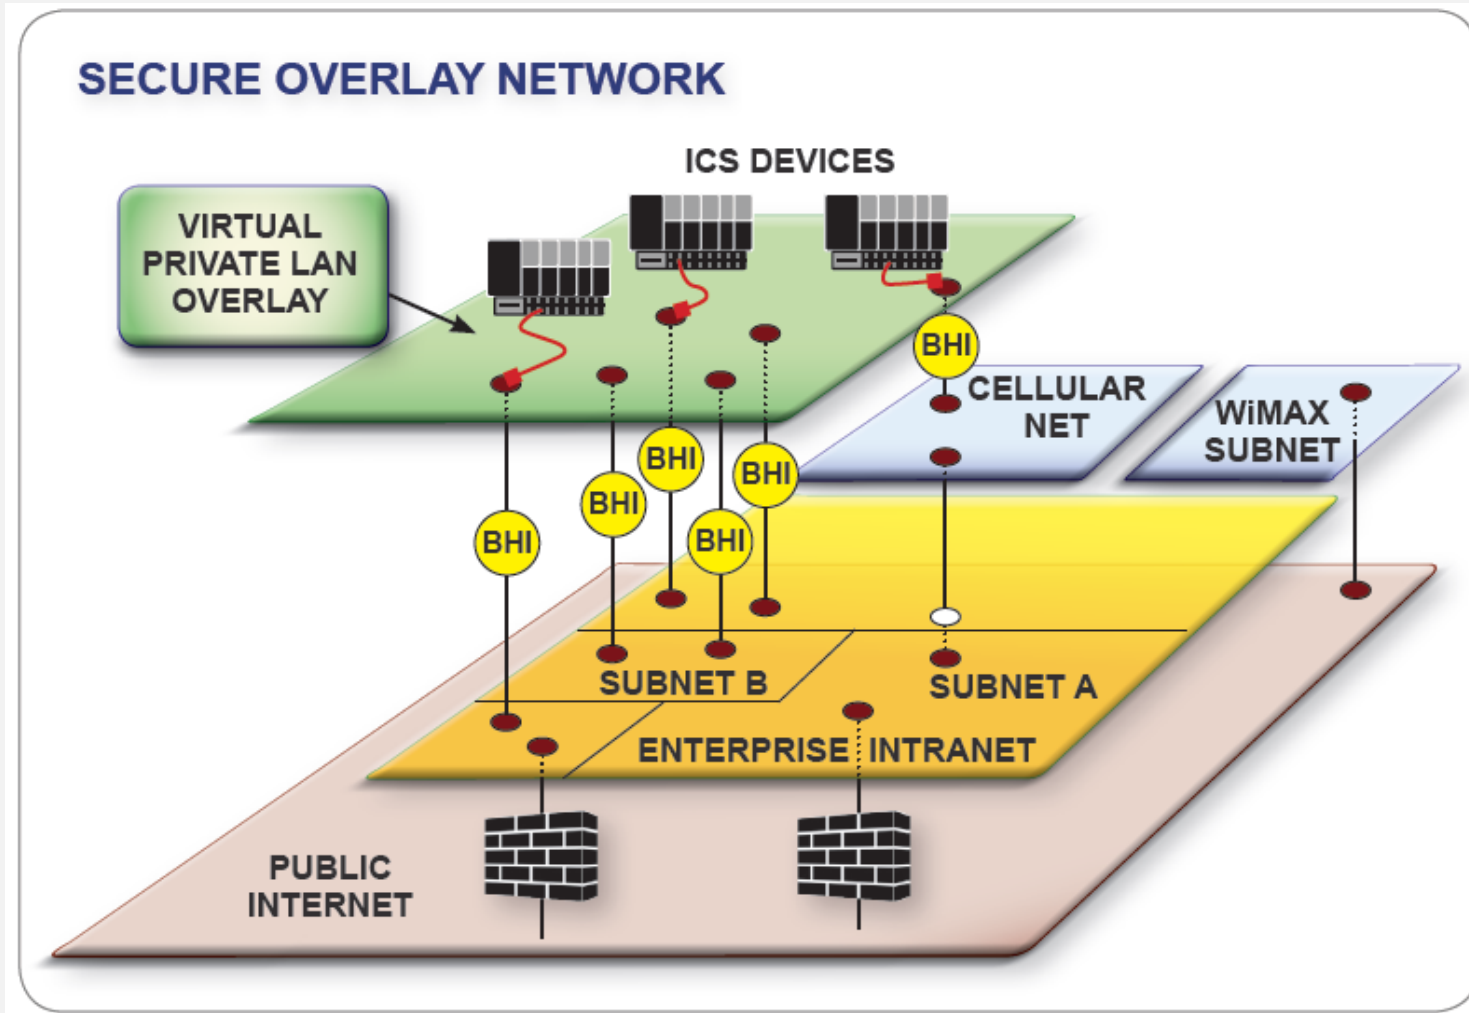 SECURE OVERLAY NETWORK
ICS DEVICES
VIRTUAL
PRIVATE LAN
OVERLAY
BHI
CELLULAR
NET
WiMAX
SUBNET
BHI
BHI
BHI
BHI
BHI
SUBNET B
SUBNET A
ENTERPRISE INTRANET
PUBLIC
INTERNET